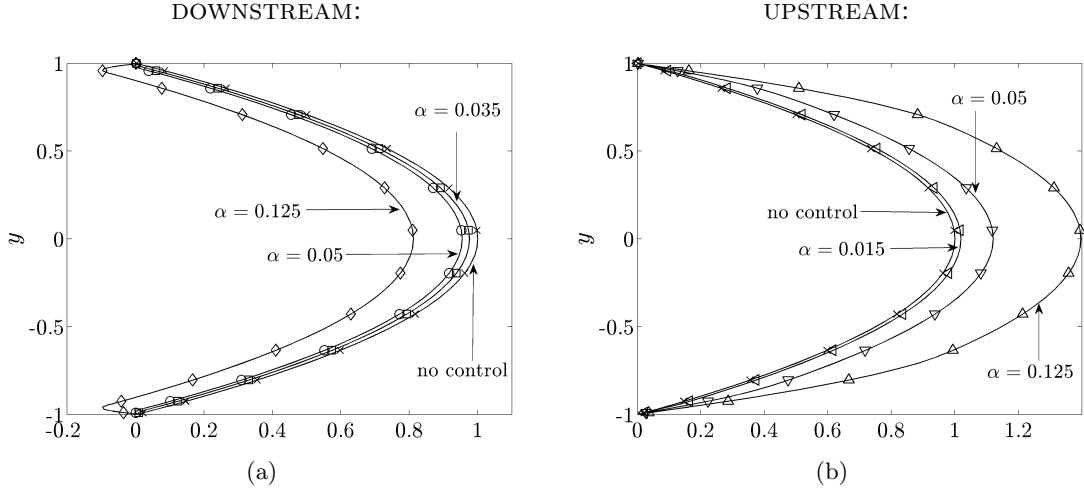 DOWNSTREAM:
1
0.5
0
-0.5
-1
y
-0.2
0
0.2
0.4
0.6
0.8
1
α = 0.035
α = 0.125
α = 0.05
no control
(a)
UPSTREAM:
1
0.5
0
-0.5
-1
y
0
0.2
0.4
0.6
0.8
1
1.2
α = 0.05
no control
α = 0.015
α = 0.125
(b)